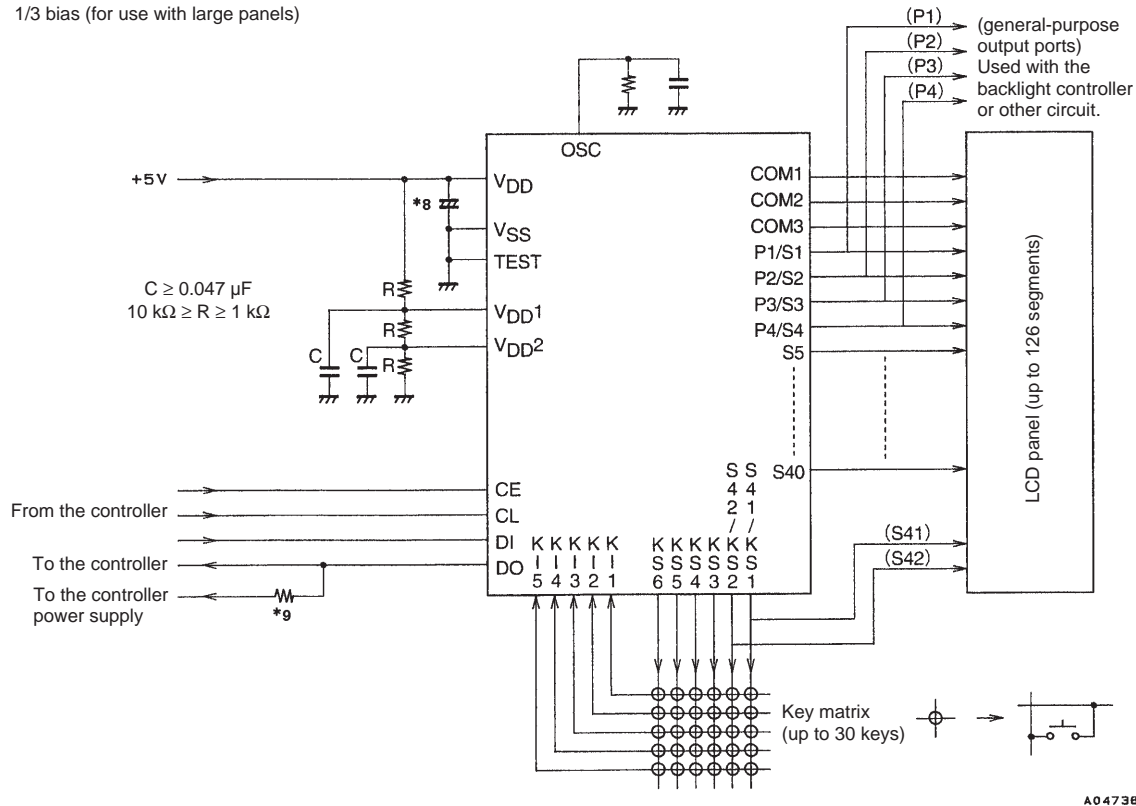 1/3 bias (for use with large panels)
(P1)
(P2)
(P3)
(P4)
(general-purpose
output ports)
Used with the
backlight controller
or other circuit.
OSC
+5V
VDD
*8
VSS
TEST
C ≥ 0.047 µF
10 kΩ ≥ R ≥ 1 kΩ
R
VDD1
R
VDD2
C
C
R
COM1
COM2
COM3
P1/S1
P2/S2
P3/S3
P4/S4
S5
S40
LCD panel (up to 126 segments)
CE
From the controller
CL
DI
To the controller
DO
To the controller
power supply
*9
KI5
KI4
KI3
KI2
KI1
KS6
KS5
KS4
KS3
S42/KS2
S41/KS1
(S41)
(S42)
Key matrix
(up to 30 keys)
A04736